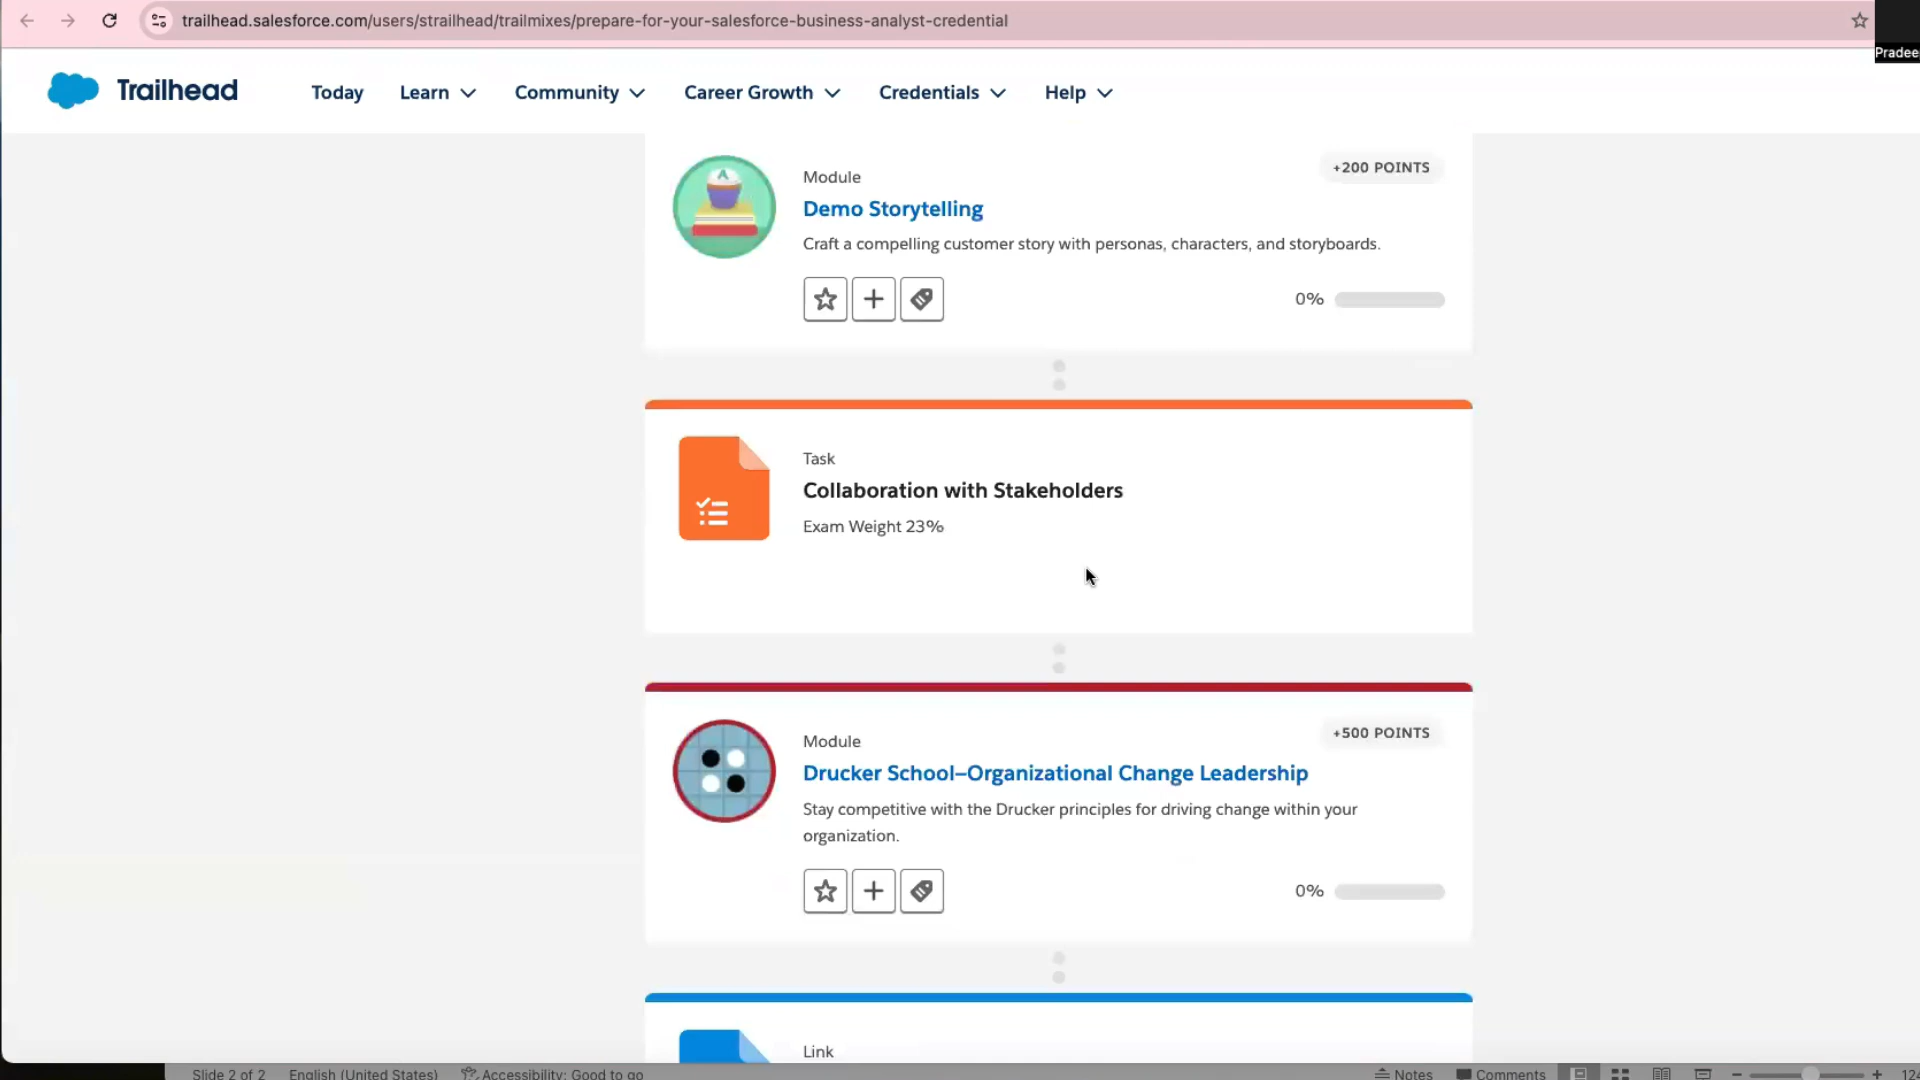 trailhead.salesforce.com/users/strailhead/trailmixes/prepare-for-your-salesforce-business-analyst-credential
Pradee
Trailhead
Today
Learn
Community
Career Growth
Credentials
Help
Module
+200 POINTS
Demo Storytelling
Craft a compelling customer story with personas, characters, and storyboards.
0%
Task
Collaboration with Stakeholders
Exam Weight 23%
Module
+500 POINTS
Drucker School–Organizational Change Leadership
Stay competitive with the Drucker principles for driving change within your
organization.
0%
Link
Slide 2 of 2
English (United States)
Accessibility: Good to go
Notes
Comments
124